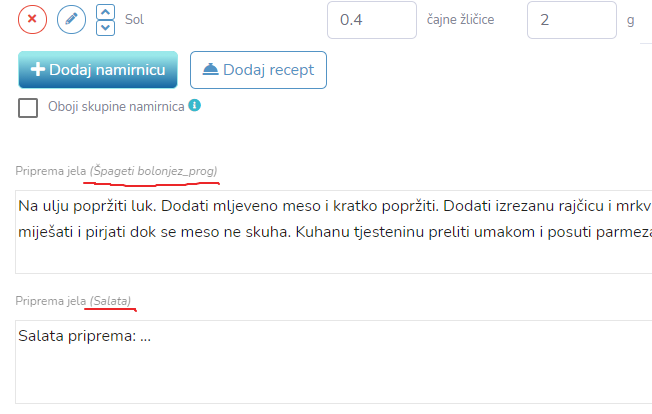 Sol 0.4 čajne žličice 2 g
Dodaj namirnicu Dodaj recept
Oboji skupine namirnica
Priprema jela (Špageti bolonjez_prog)
Na ulju popržiti luk. Dodati mljeveno meso i kratko popržiti. Dodati izrezanu rajčicu i mrkv
miješati i pirjati dok se meso ne skuha. Kuhanu tjesteninu preliti umakom i posuti parmeza
Priprema jela (Salata)
Salata priprema: ...